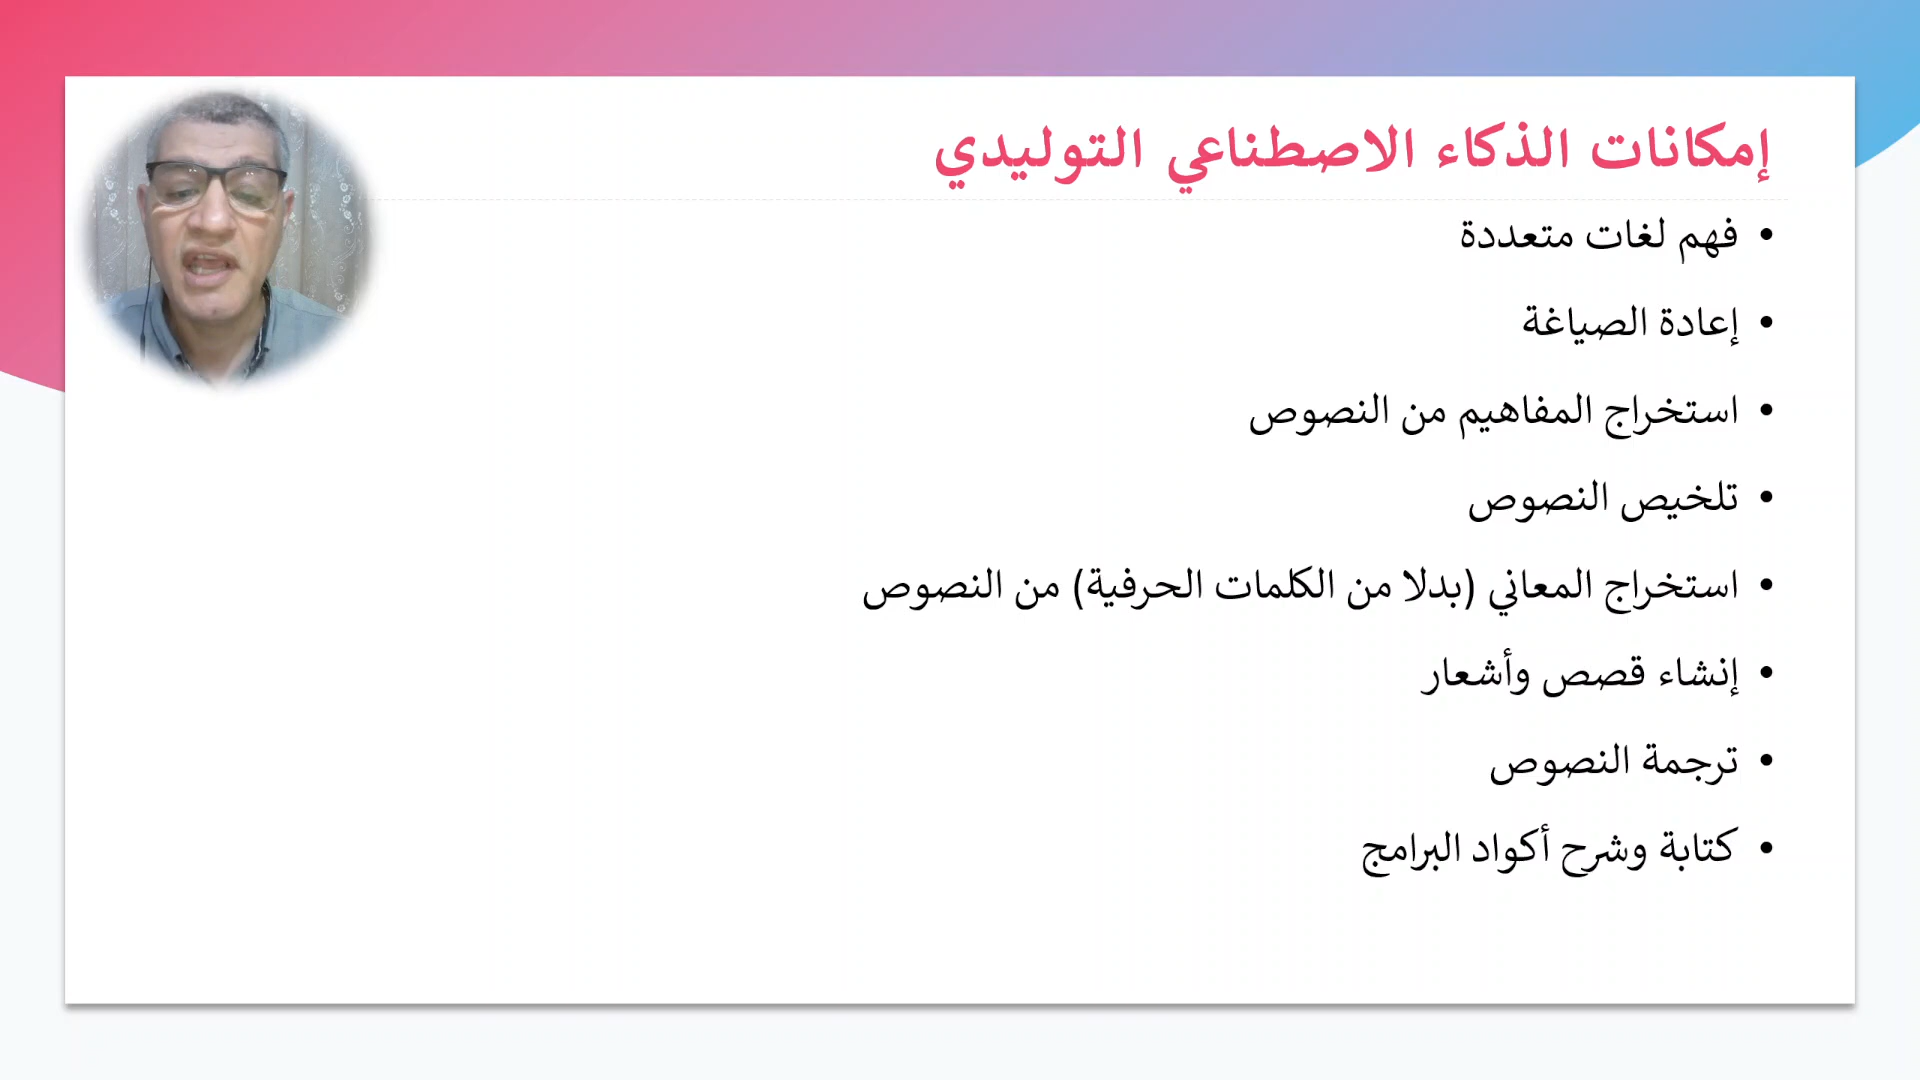 إمكانات الذكاء الاصطناعي التوليدي
• فهم لغات متعددة
• إعادة الصياغة
• استخراج المفاهيم من النصوص
• تلخيص النصوص
• استخراج المعاني (بدلا من الكلمات الحرفية) من النصوص
• إنشاء قصص وأشعار
• ترجمة النصوص
• كتابة وشرح أكواد البرامج